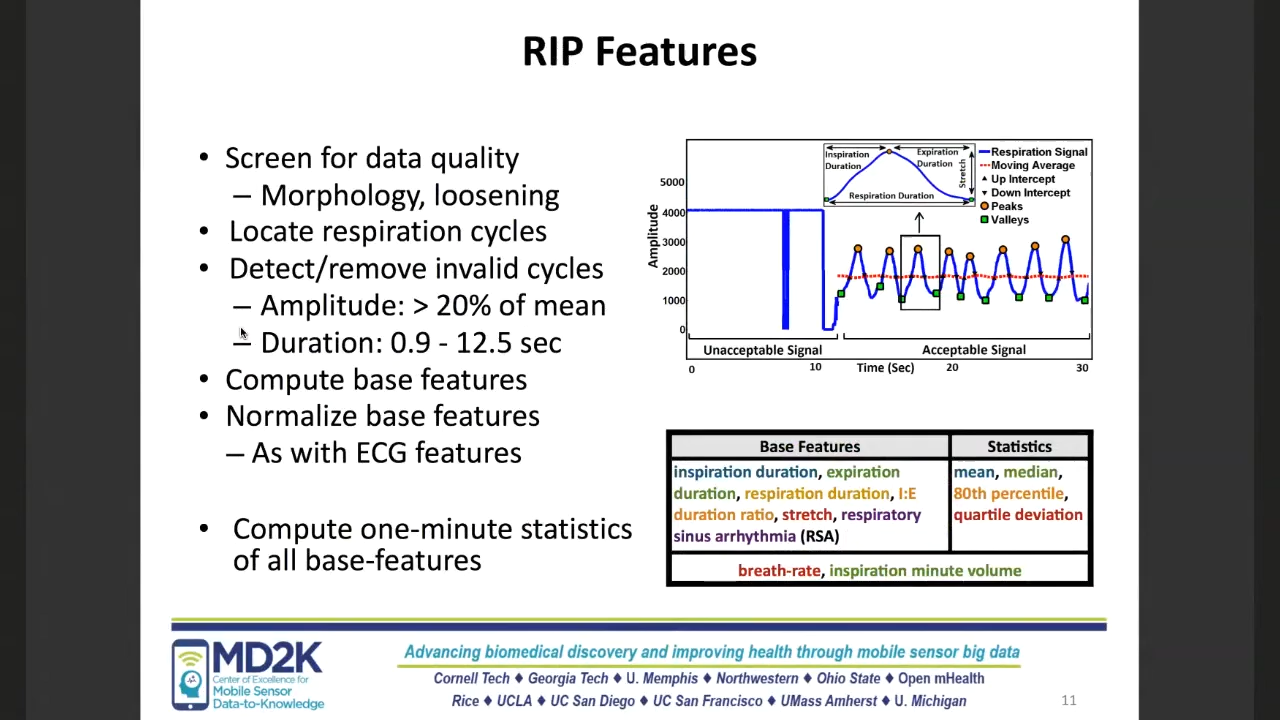 RIP Features
• Screen for data quality
– Morphology, loosening
• Locate respiration cycles
• Detect/remove invalid cycles
– Amplitude: > 20% of mean
– Duration: 0.9 - 12.5 sec
• Compute base features
• Normalize base features
– As with ECG features
• Compute one-minute statistics
of all base-features
Amplitude
5000
4000
3000
2000
1000
0
Inspiration
Duration
Expiration
Duration
Stretch
Respiration Duration
Respiration Signal
Moving Average
Up Intercept
Down Intercept
Peaks
Valleys
Unacceptable Signal
Acceptable Signal
0
10
Time (Sec)
20
30
Base Features
Statistics
inspiration duration, expiration
duration, respiration duration, I:E
duration ratio, stretch, respiratory
sinus arrhythmia (RSA)
mean, median,
80th percentile,
quartile deviation
breath-rate, inspiration minute volume
MD2K
Center of Excellence for
Mobile Sensor
Data-to-Knowledge
Advancing biomedical discovery and improving health through mobile sensor big data
Cornell Tech ♦ Georgia Tech ♦ U. Memphis ♦ Northwestern ♦ Ohio State ♦ Open mHealth
Rice ♦ UCLA ♦ UC San Diego ♦ UC San Francisco ♦ UMass Amherst ♦ U. Michigan
11